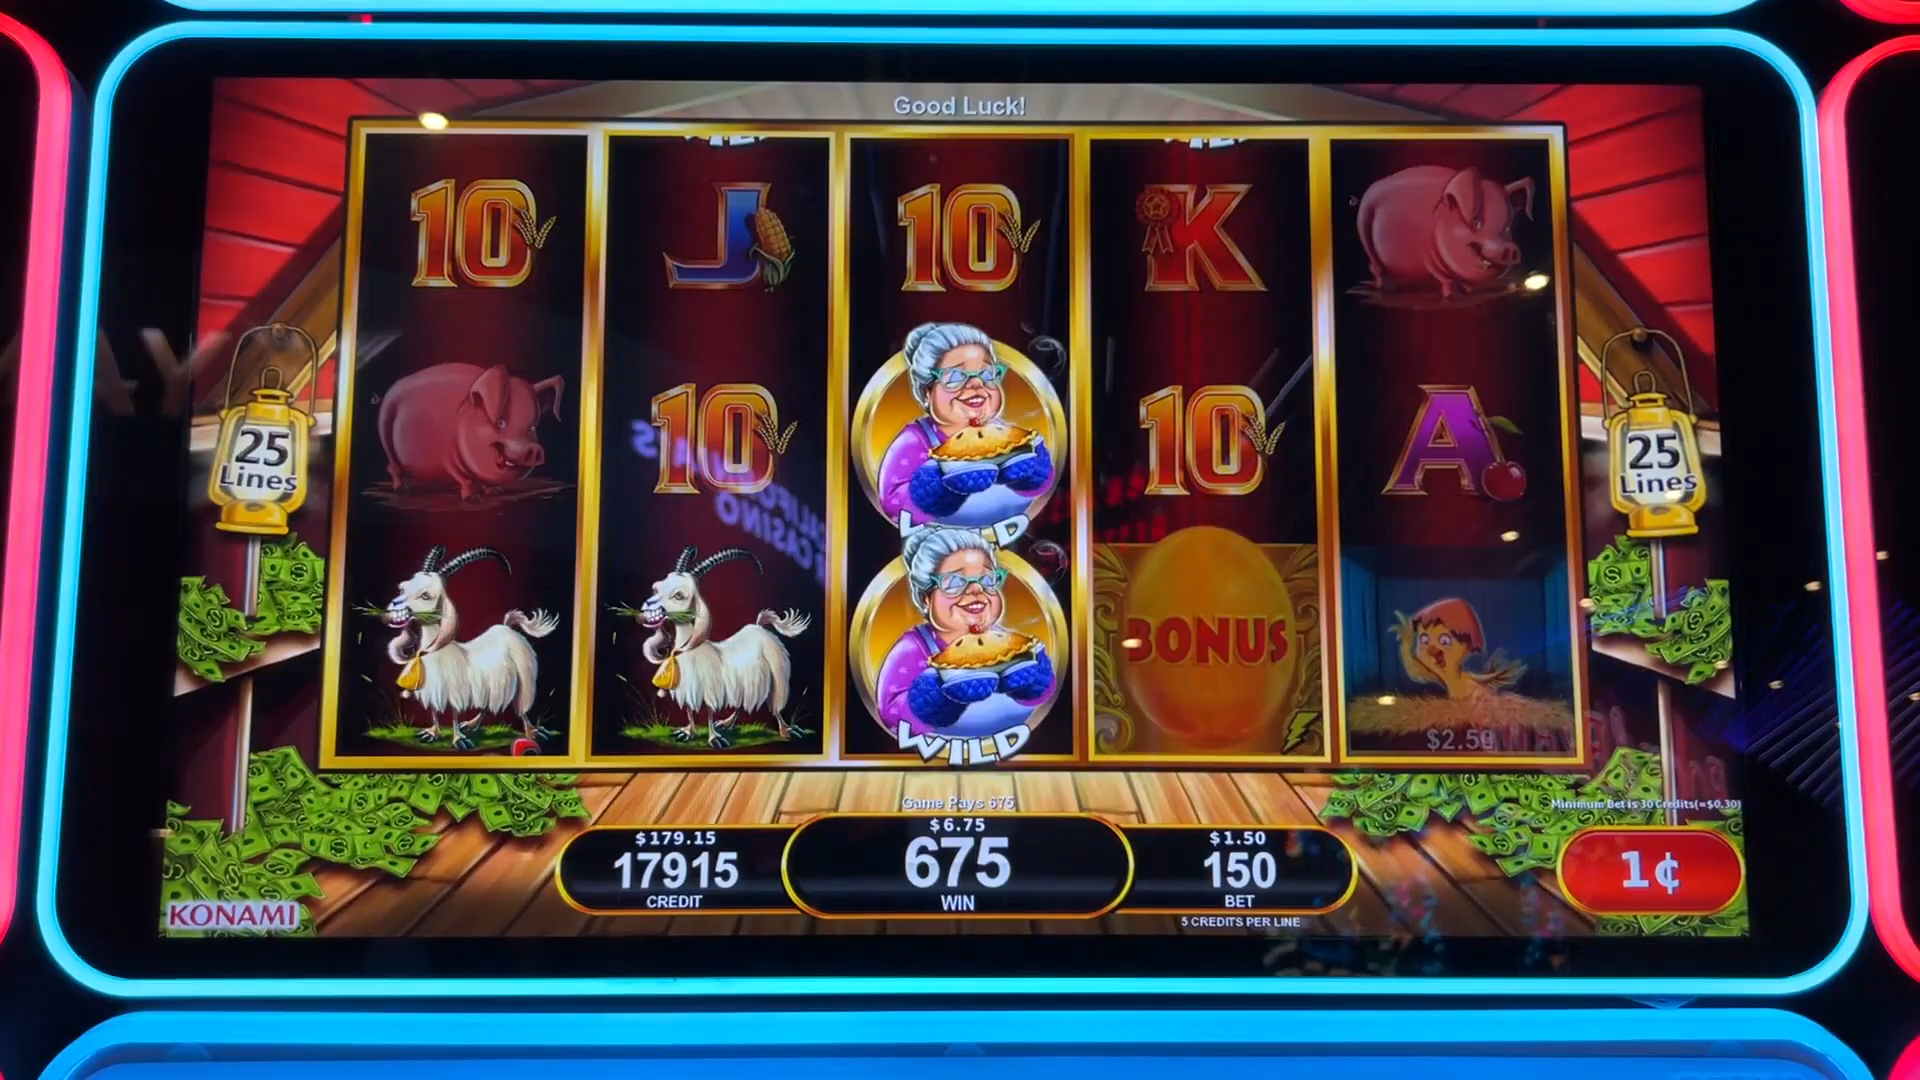 Good Luck!
10
J
10
K
10
10
A
25
Lines
25
Lines
WILD
BONUS
WILD
$2.50
Game Pays 675
Minimum Bet is 30 Credits(=$0.30)
$179.15
17915
CREDIT
$6.75
675
WIN
$1.50
150
BET
5 CREDITS PER LINE
1¢
KONAMI
CASINO